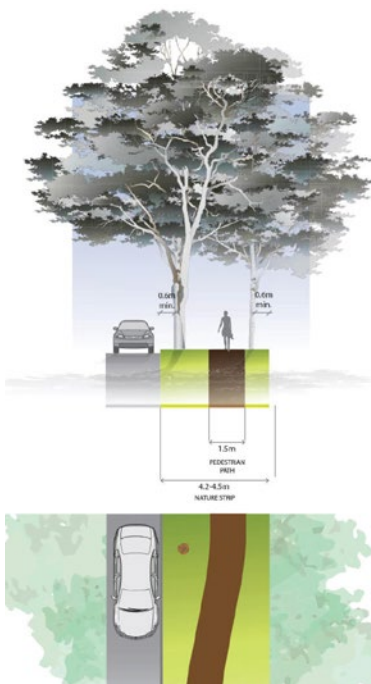 0.6m
min.
0.6m
min.
1.5m
PEDESTRIAN
PATH
4.2-4.5m
NATURE STRIP